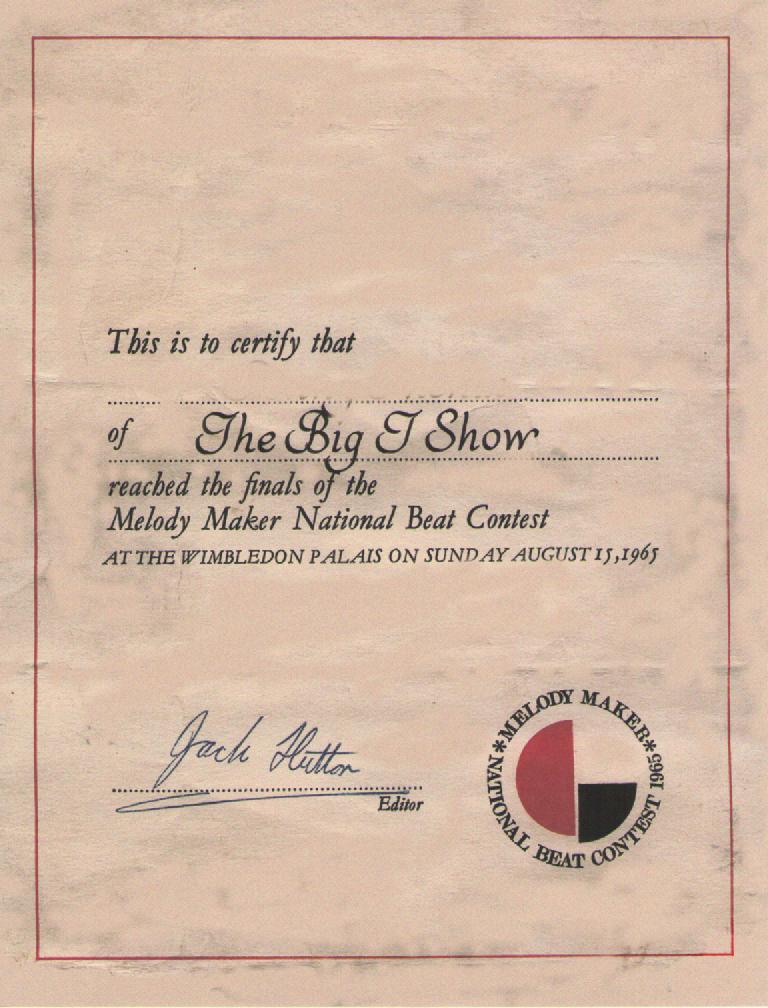 This is to certify that
of The Big T Show
reached the finals of the
Melody Maker National Beat Contest
AT THE WIMBLEDON PALAIS ON SUNDAY AUGUST 15, 1965
Jack Hutton
Editor
*MELODY MAKER*
NATIONAL BEAT CONTEST 1965